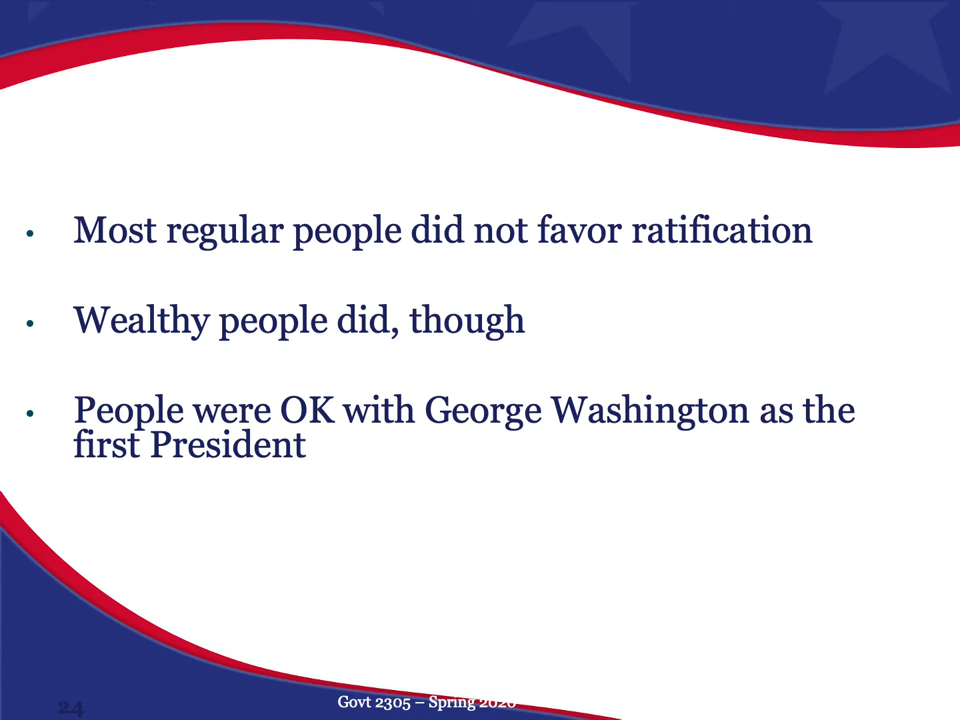 • Most regular people did not favor ratification
• Wealthy people did, though
• People were OK with George Washington as the
first President
24
Govt 2305 – Spring 2020